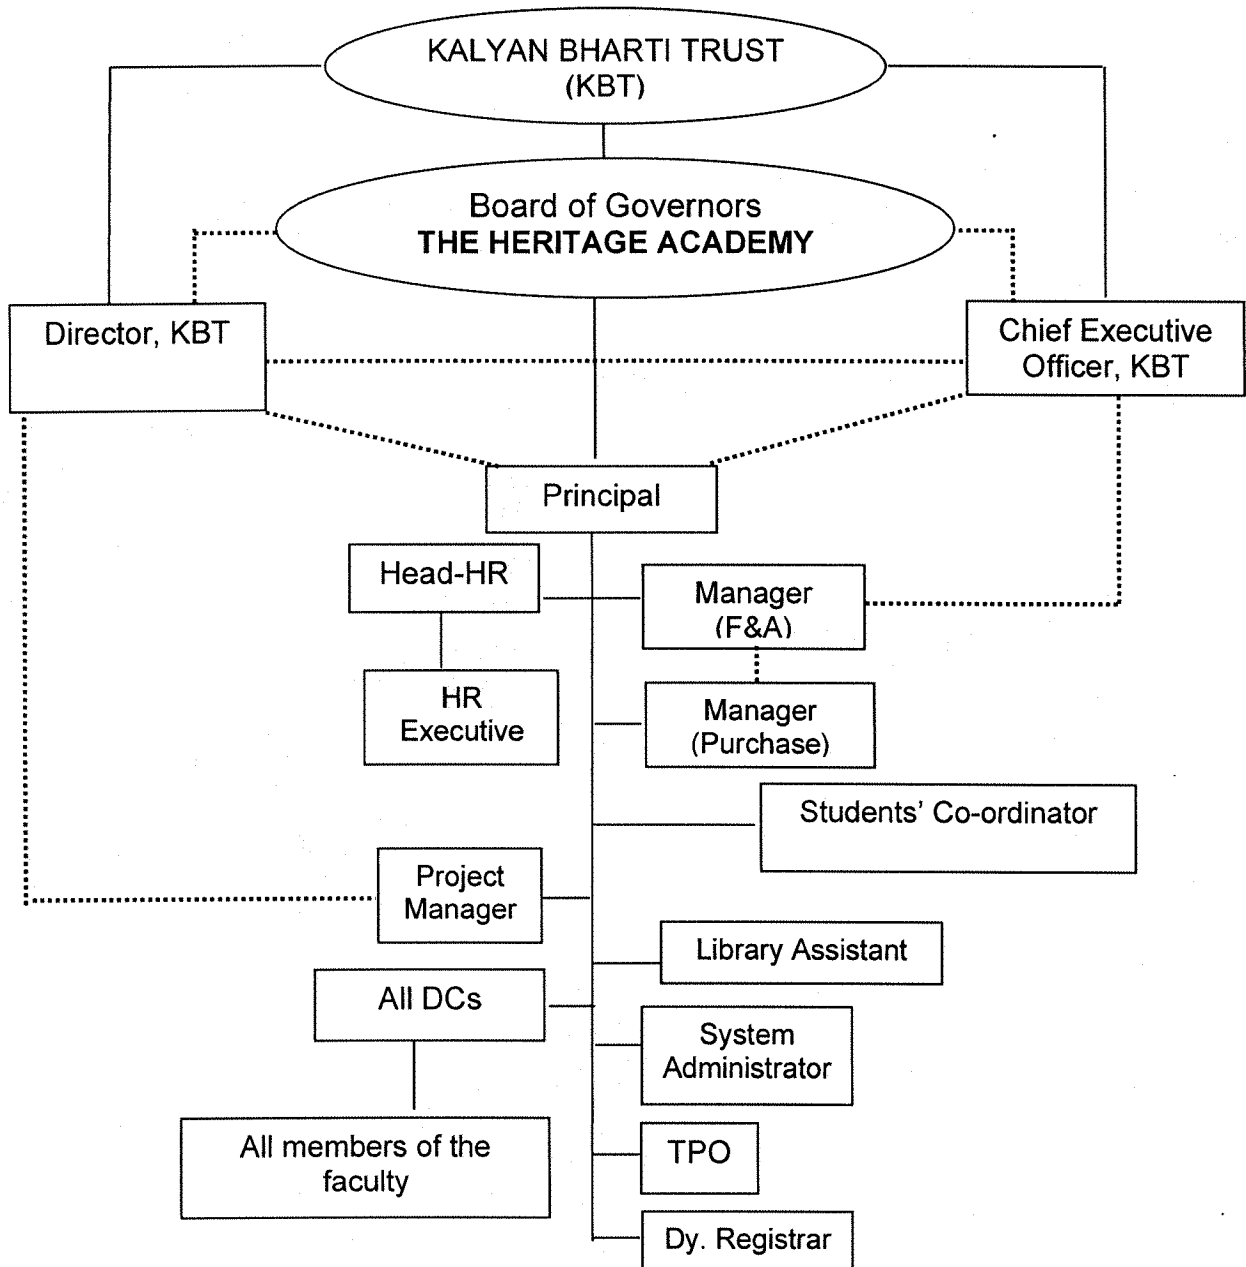 KALYAN BHARTI TRUST
(KBT)
Board of Governors
THE HERITAGE ACADEMY
Director, KBT
Chief Executive
Officer, KBT
Principal
Head-HR
Manager
(F&A)
HR
Executive
Manager
(Purchase)
Students’ Co-ordinator
Project
Manager
Library Assistant
All DCs
System
Administrator
All members of the
faculty
TPO
Dy. Registrar